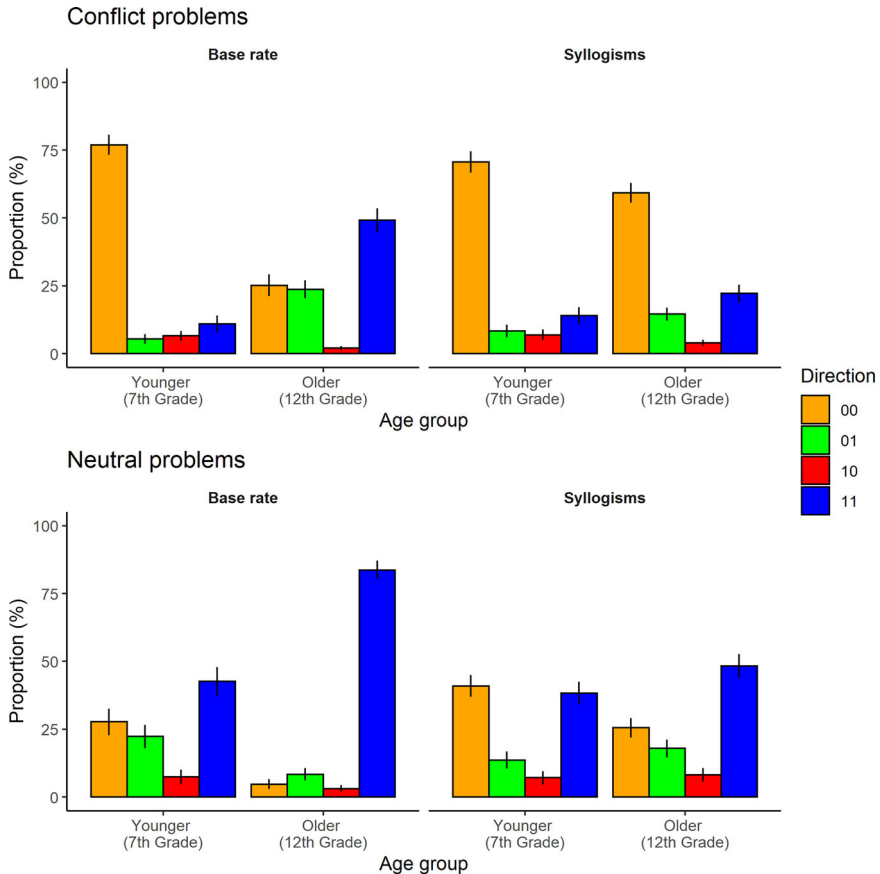 Conflict problems
Base rate
Syllogisms
100
75
50
25
0
Proportion (%)
Younger
(7th Grade)
Older
(12th Grade)
Younger
(7th Grade)
Older
(12th Grade)
Age group
Direction
00
01
10
11
Neutral problems
Base rate
Syllogisms
100
75
50
25
0
Proportion (%)
Younger
(7th Grade)
Older
(12th Grade)
Younger
(7th Grade)
Older
(12th Grade)
Age group